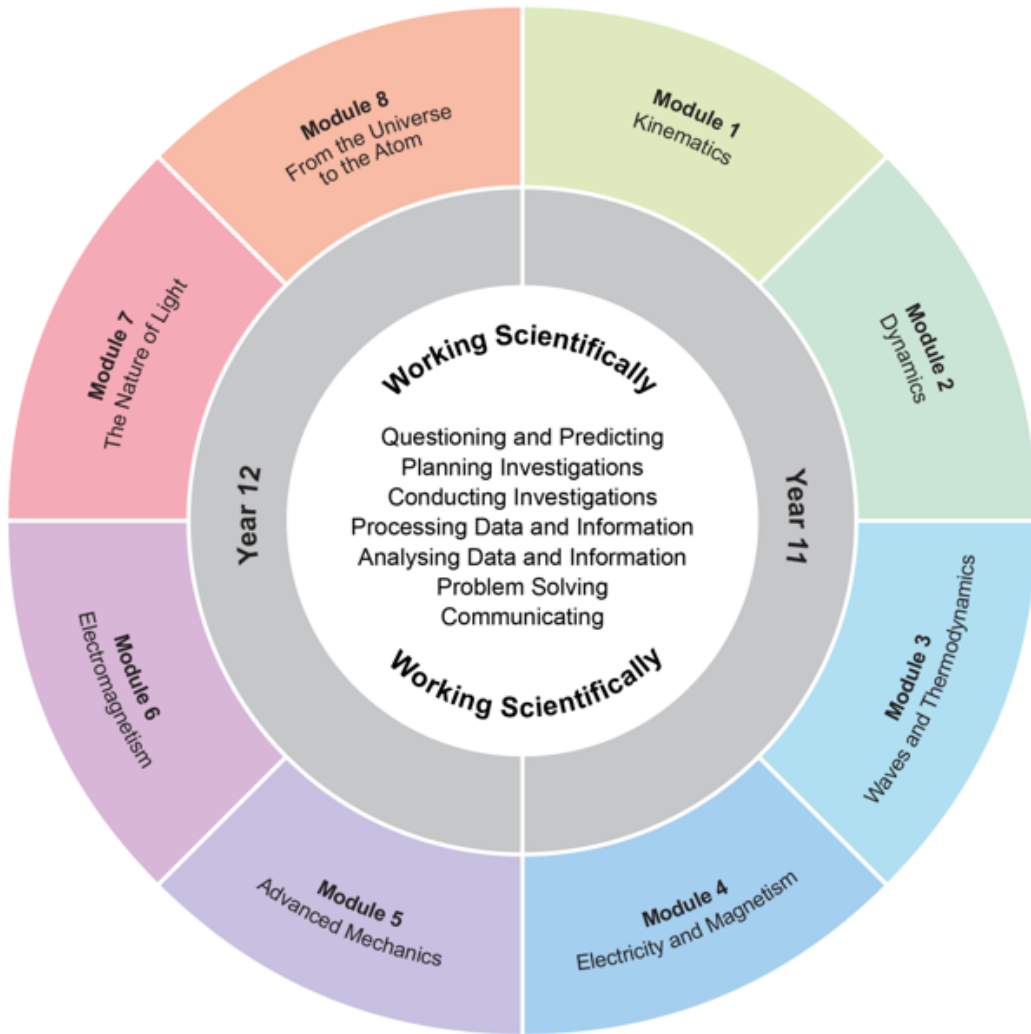 Module 1
Kinematics
Module 2
Dynamics
Module 3
Waves and Thermodynamics
Module 4
Electricity and Magnetism
Module 5
Advanced Mechanics
Module 6
Electromagnetism
Module 7
The Nature of Light
Module 8
From the Universe
to the Atom
Year 11
Year 12
Working Scientifically
Questioning and Predicting
Planning Investigations
Conducting Investigations
Processing Data and Information
Analysing Data and Information
Problem Solving
Communicating
Working Scientifically